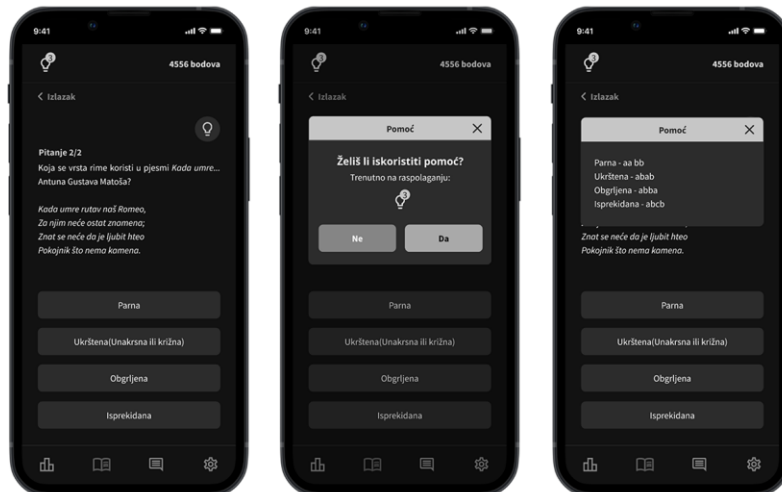 9:41
3
4556 bodova
Izlazak
Pitanje 2/2
Koja se vrsta rime koristi u pjesmi Kada umre...
Antuna Gustava Matoša?
Kada umre rutav naš Romeo,
Za njim neće ostat znamena;
Znat se neće da je ljubit hteo
Pokojnik što nema kamena.
Parna
Ukrštena(Unakrsna ili križna)
Obgrljena
Isprekidana
9:41
3
4556 bodova
Izlazak
Pomoć
Želiš li iskoristiti pomoć?
Trenutno na raspolaganju:
3
Ne
Da
Parna
Ukrštena(Unakrsna ili križna)
Obgrljena
Isprekidana
9:41
3
4556 bodova
Izlazak
Pomoć
Parna - aa bb
Ukrštena - abab
Obgrljena - abba
Isprekidana - abcb
Znat se neće da je ljubit hteo
Pokojnik što nema kamena.
Parna
Ukrštena(Unakrsna ili križna)
Obgrljena
Isprekidana